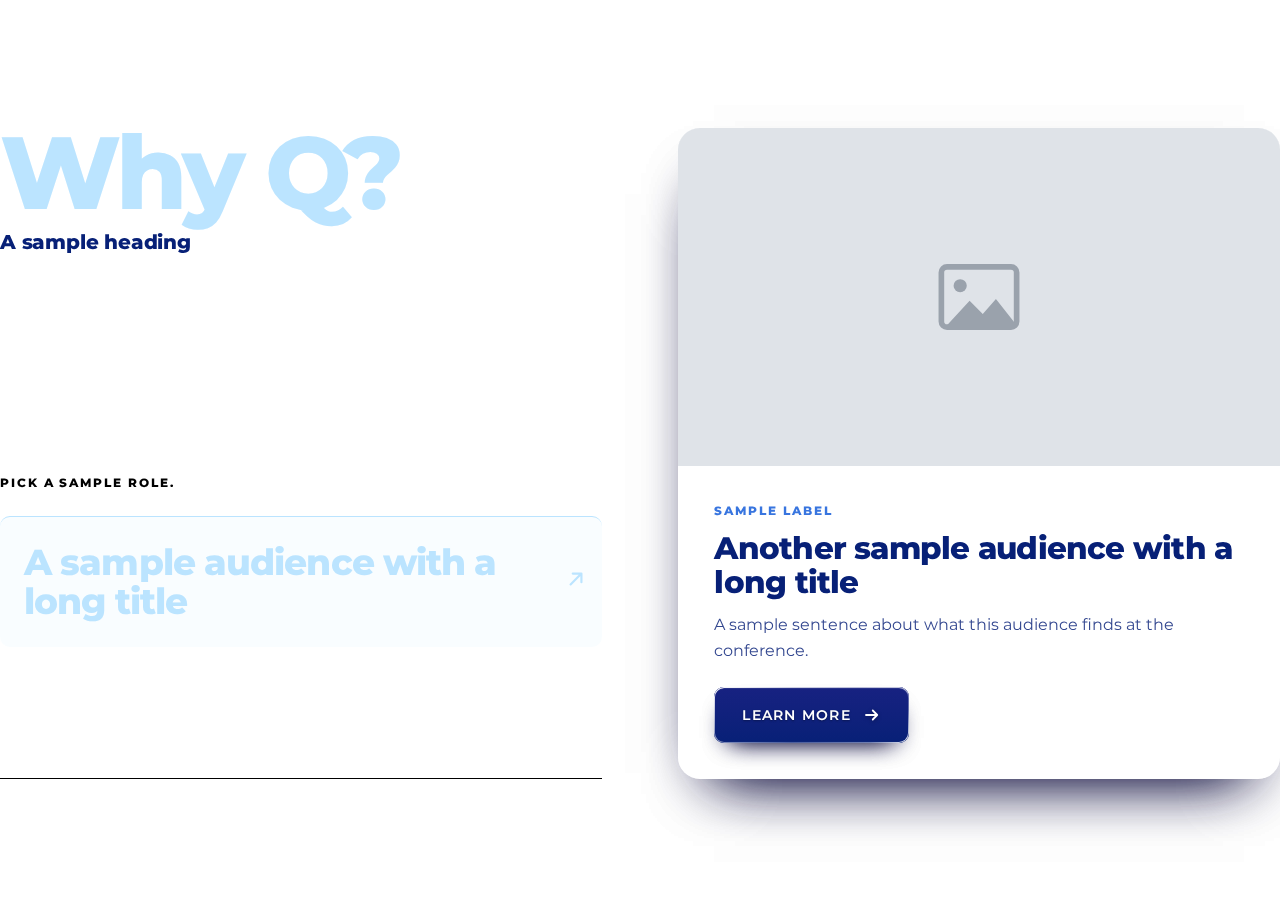 Why Q?
A sample heading
PICK A SAMPLE ROLE.
A sample audience with a
long title
SAMPLE LABEL
Another sample audience with a
long title
A sample sentence about what this audience finds at the
conference.
LEARN MORE